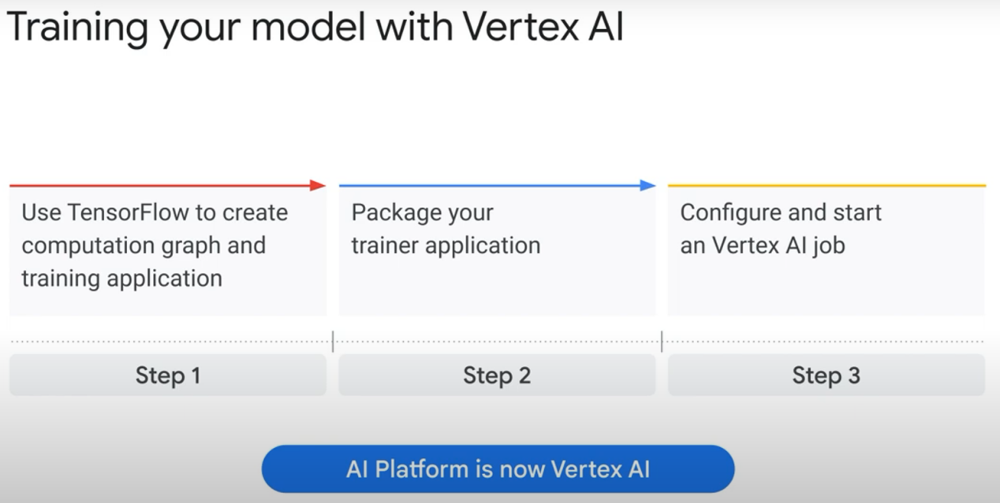 Training your model with Vertex AI
Use TensorFlow to create
computation graph and
training application
Package your
trainer application
Configure and start
an Vertex AI job
Step 1
Step 2
Step 3
AI Platform is now Vertex AI